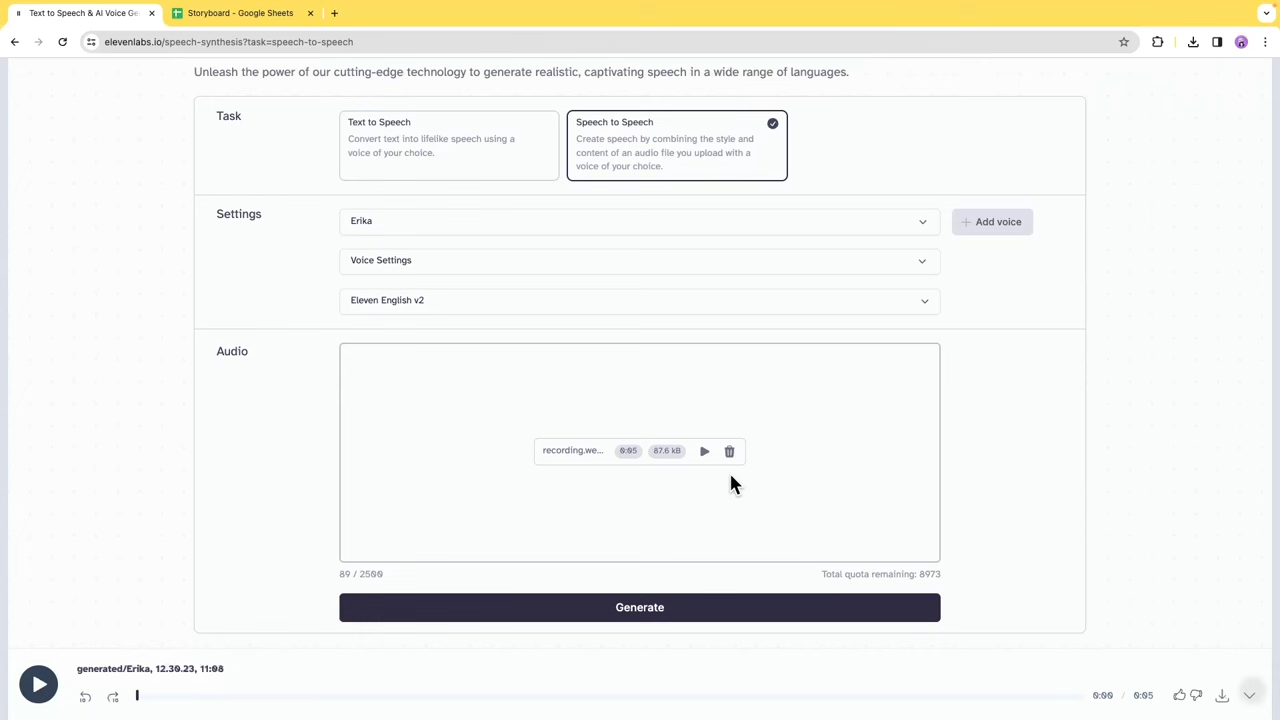 Text to Speech & AI Voice Ge
Storyboard - Google Sheets
elevenlabs.io/speech-synthesis?task=speech-to-speech
Unleash the power of our cutting-edge technology to generate realistic, captivating speech in a wide range of languages.
Task
Text to Speech
Convert text into lifelike speech using a
voice of your choice.
Speech to Speech
Create speech by combining the style and
content of an audio file you upload with a
voice of your choice.
Settings
Erika
Add voice
Voice Settings
Eleven English v2
Audio
recording.we... 0:05 87.6 kB
89 / 2500
Total quota remaining: 8973
Generate
generated/Erika, 12.30.23, 11:08
10 10
0:00 / 0:05